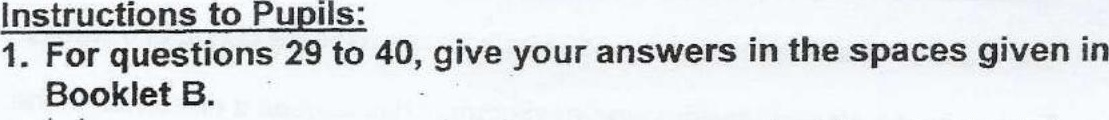 Instructions to Pupils:
1. For questions 29 to 40, give your answers in the spaces given in
Booklet B.